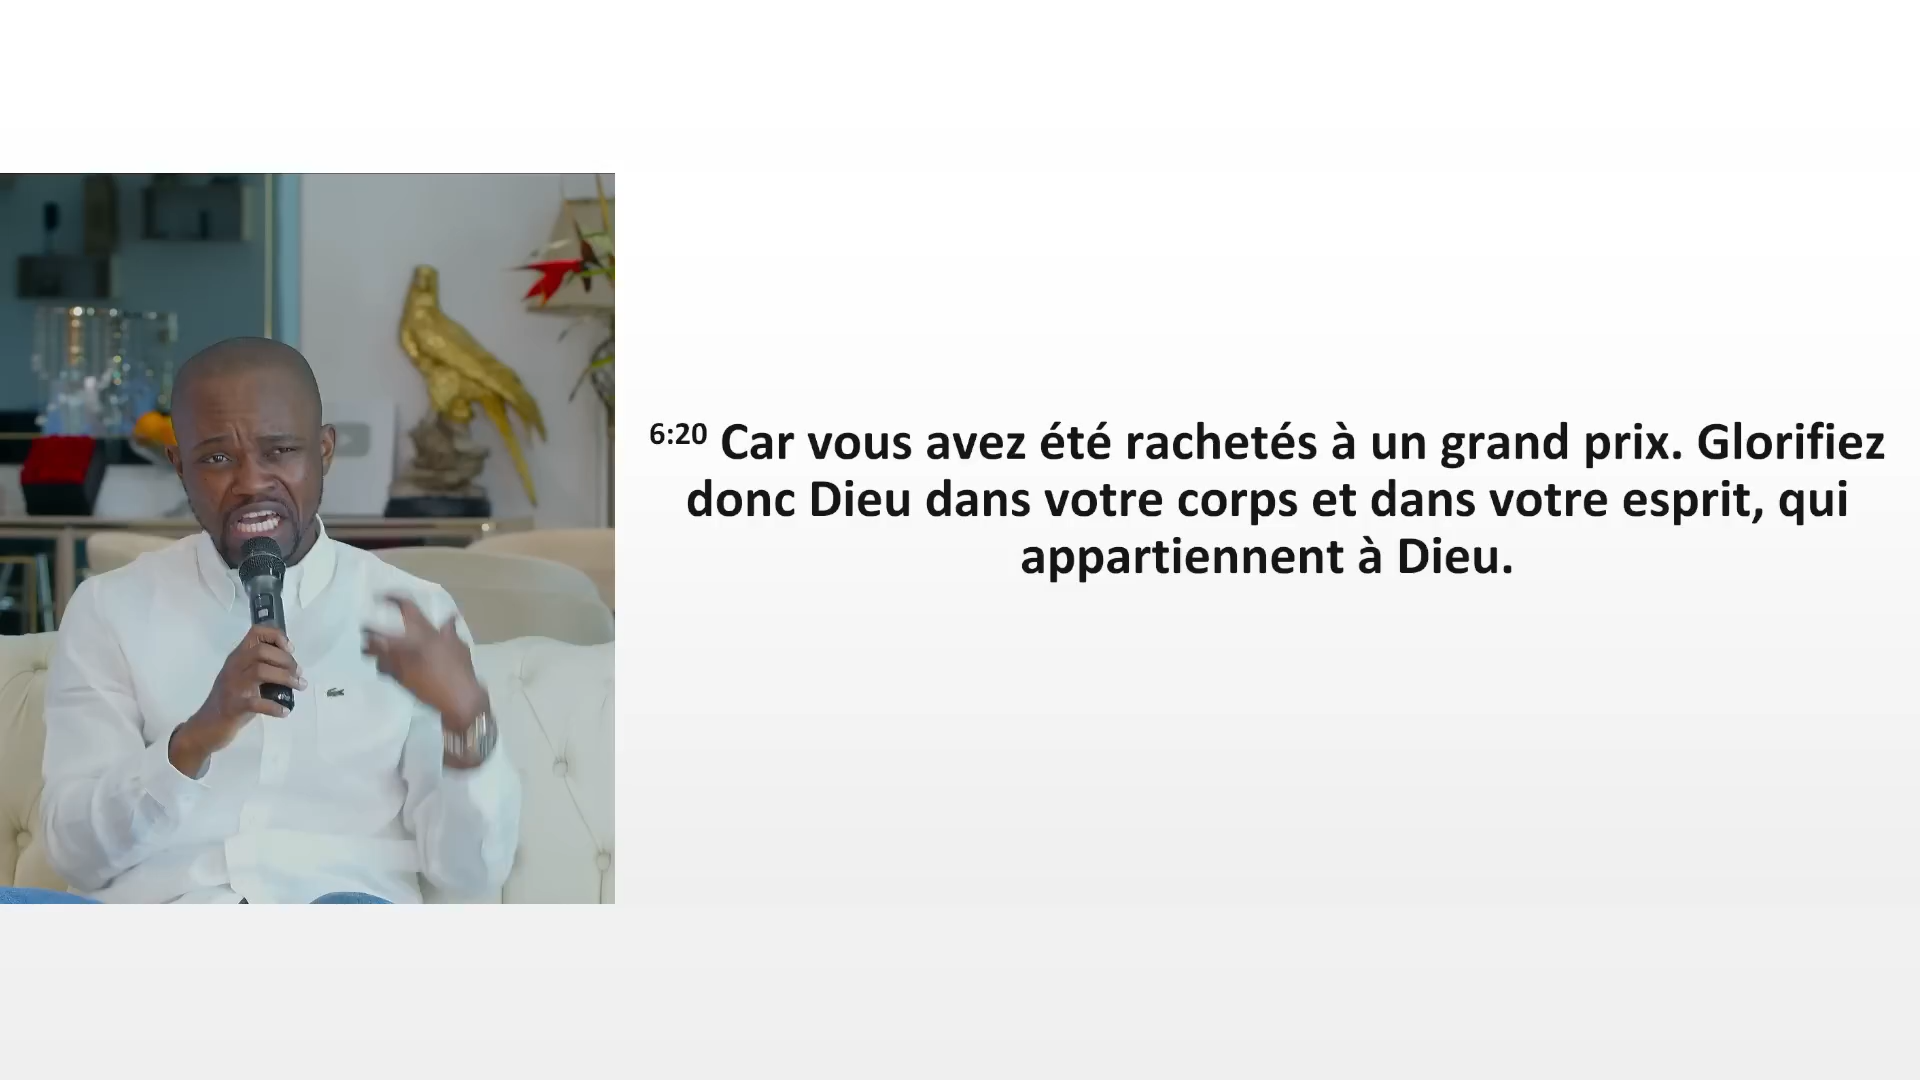 6:20 Car vous avez été rachetés à un grand prix. Glorifiez
donc Dieu dans votre corps et dans votre esprit, qui
appartiennent à Dieu.